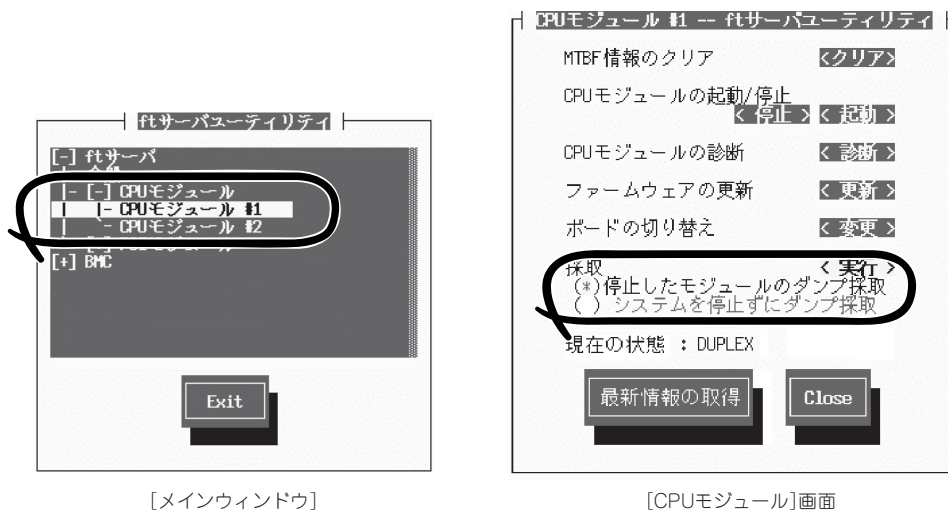 ftサーバユーティリティ
[-] ftサーバ
|- [-] CPUモジュール
| |- CPUモジュール #1
| `- CPUモジュール #2
[+] BMC
Exit
[メインウィンドウ]
CPUモジュール #1 -- ftサーバユーティリティ
MTBF情報のクリア <クリア>
CPUモジュールの起動/停止
< 停止 > < 起動 >
CPUモジュールの診断 < 診断 >
ファームウェアの更新 < 更新 >
ボードの切り替え < 変更 >
採取 < 実行 >
(*)停止したモジュールのダンプ採取
( ) システムを停止ずにダンプ採取
現在の状態 : DUPLEX
最新情報の取得
Close
[CPUモジュール]画面